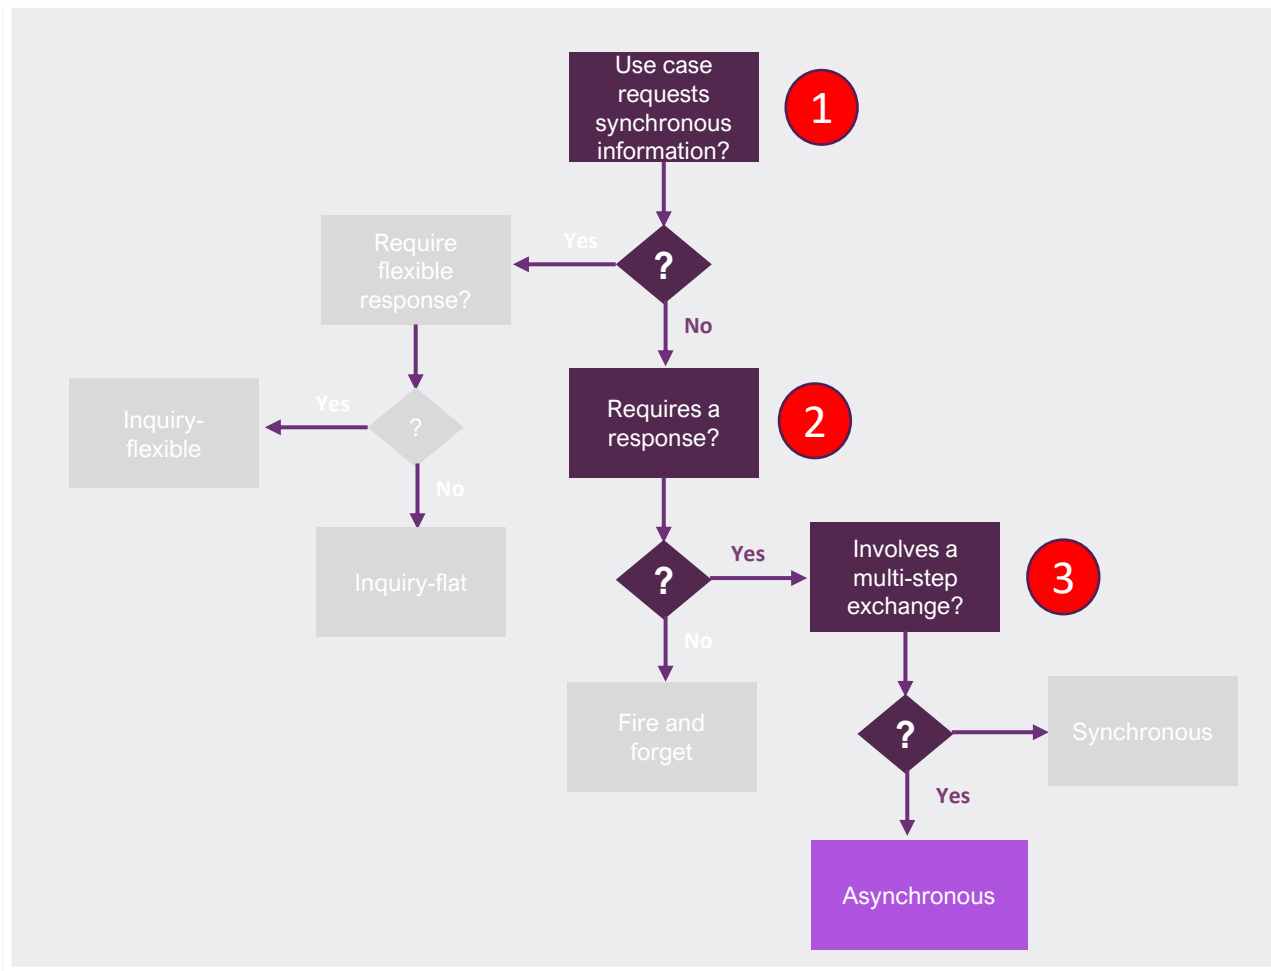 Use case
requests
synchronous
information?
1
Require
flexible
response?
Yes
?
No
Inquiry-
flexible
Yes
?
Requires a
response?
2
No
Inquiry-flat
?
Yes
Involves a
multi-step
exchange?
3
No
Fire and
forget
?
Synchronous
Yes
Asynchronous